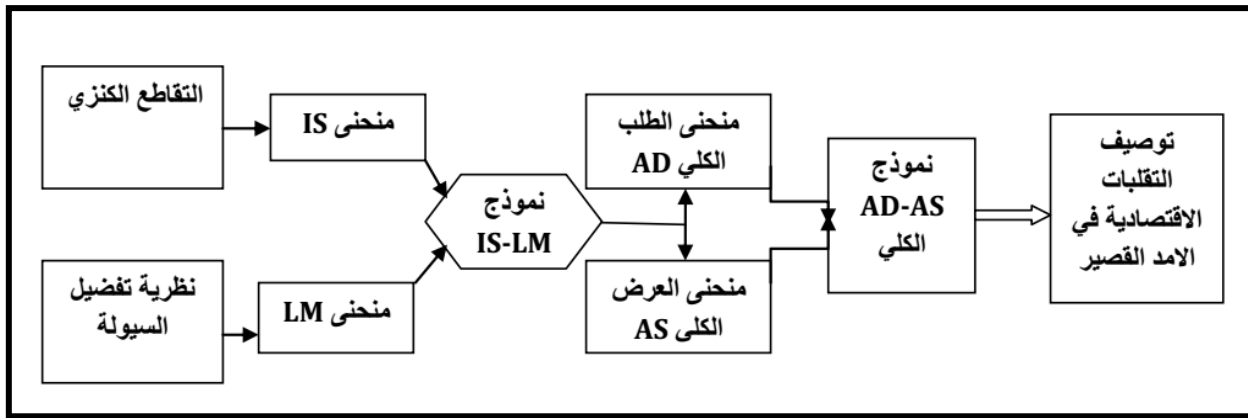 التقاطع الكنزي
منحنى IS
نظرية تفضيل
السيولة
منحنى LM
نموذج
IS-LM
منحنى الطلب
الكلي AD
منحنى العرض
الكلي AS
نموذج
AD-AS
الكلي
توصيف
التقلبات
الاقتصادية في
الامد القصير